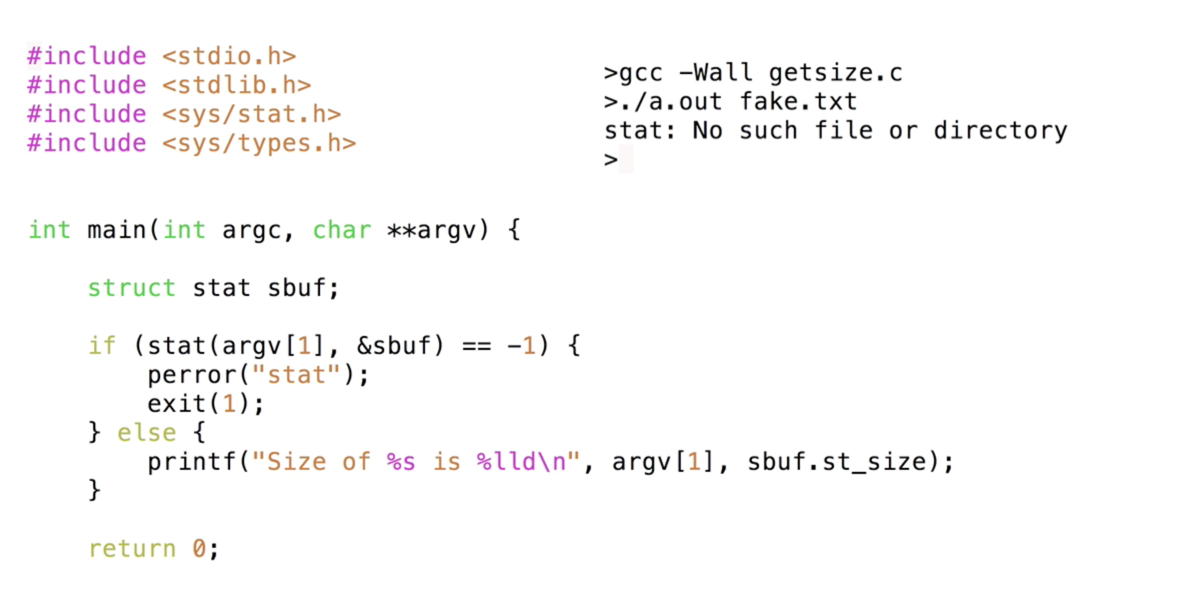 #include <stdio.h>
#include <stdlib.h>
#include <sys/stat.h>
#include <sys/types.h>
>gcc -Wall getsize.c
>./a.out fake.txt
stat: No such file or directory
>
int main(int argc, char **argv) {
    struct stat sbuf;
    if (stat(argv[1], &sbuf) == -1) {
        perror("stat");
        exit(1);
    } else {
        printf("Size of %s is %lld\n", argv[1], sbuf.st_size);
    }
    return 0;